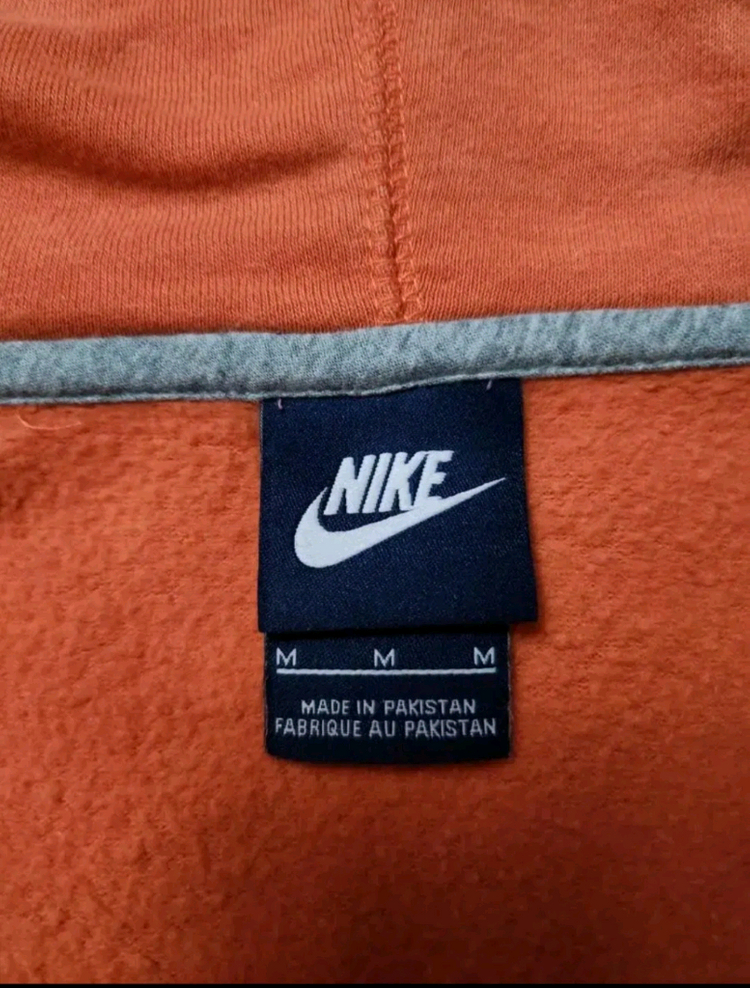 NIKE
M M M
MADE IN PAKISTAN
FABRIQUE AU PAKISTAN